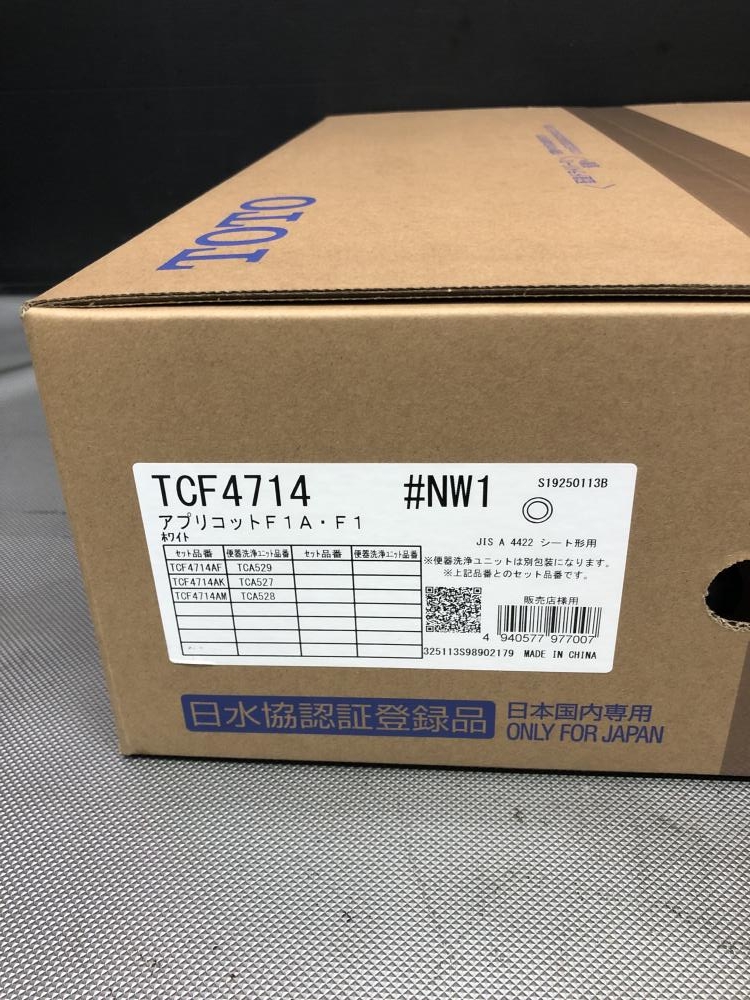 TOTO
TCF4714 #NW1 S19250113B
アプリコットF1A・F1
ホワイト
JIS A 4422 シート形用
セット品番 便器洗浄ユニット品番 セット品番 便器洗浄ユニット品番
TCF4714AF TCA529
TCF4714AK TCA527
TCF4714AM TCA528
※便器洗浄ユニットは別包装になります。
※上記品番とのセット品番です。
販売店様用
4 940577 977007
325113S98902179 MADE IN CHINA
日水協認証登録品
日本国内専用
ONLY FOR JAPAN